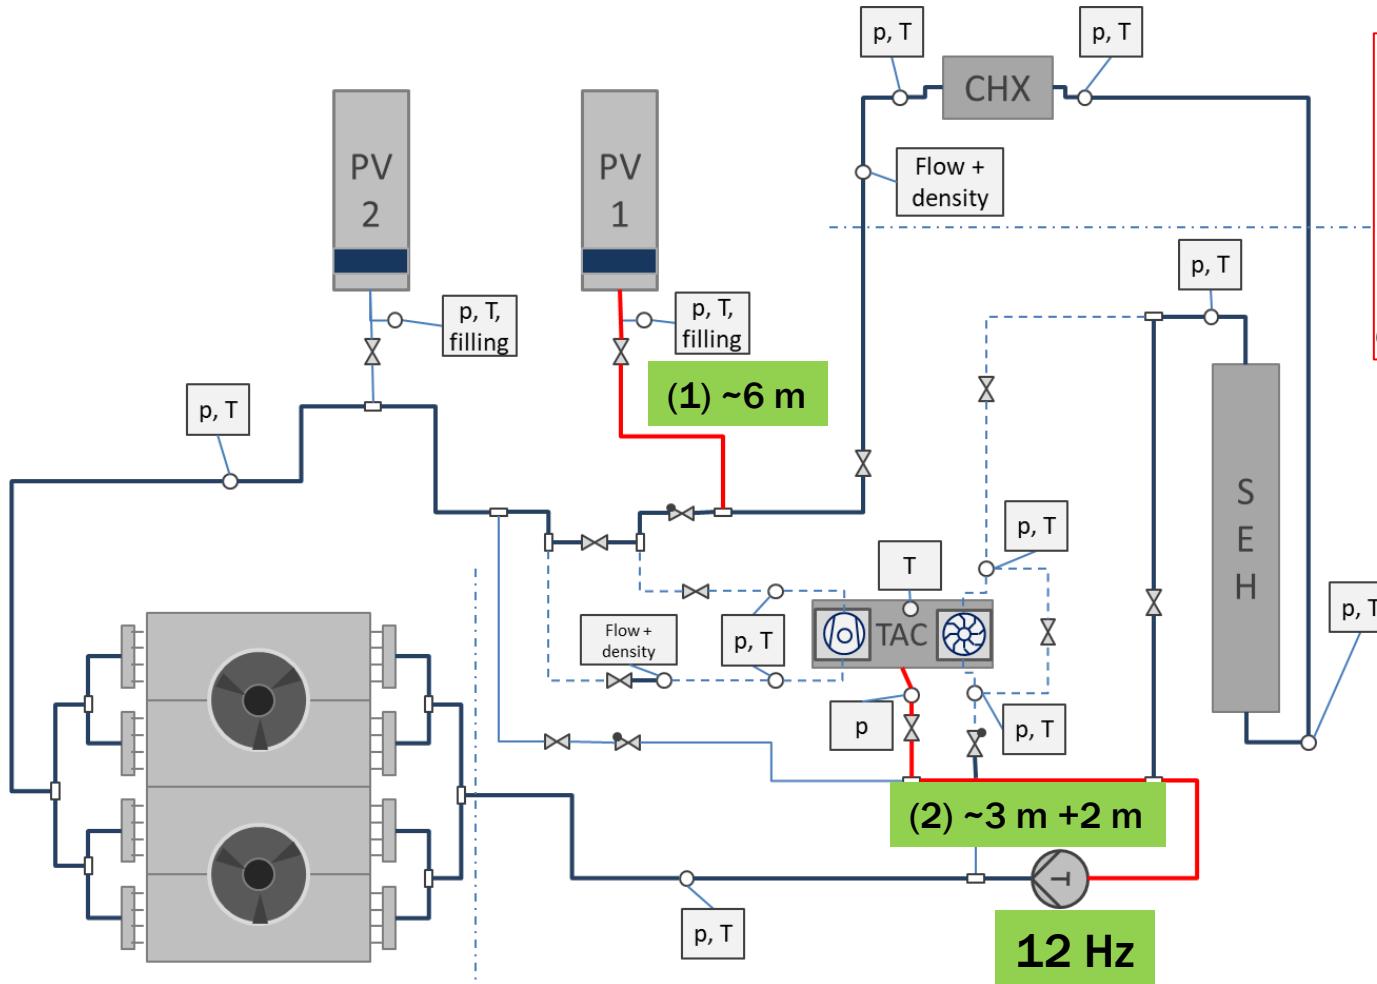 p, T
CHX
p, T
PV
2
PV
1
Flow +
density
p, T
p, T,
filling
p, T,
filling
(1) ~6 m
p, T
S
E
H
p, T
T
p, T
Flow +
density
p, T
TAC
p
p, T
(2) ~3 m +2 m
p, T
12 Hz